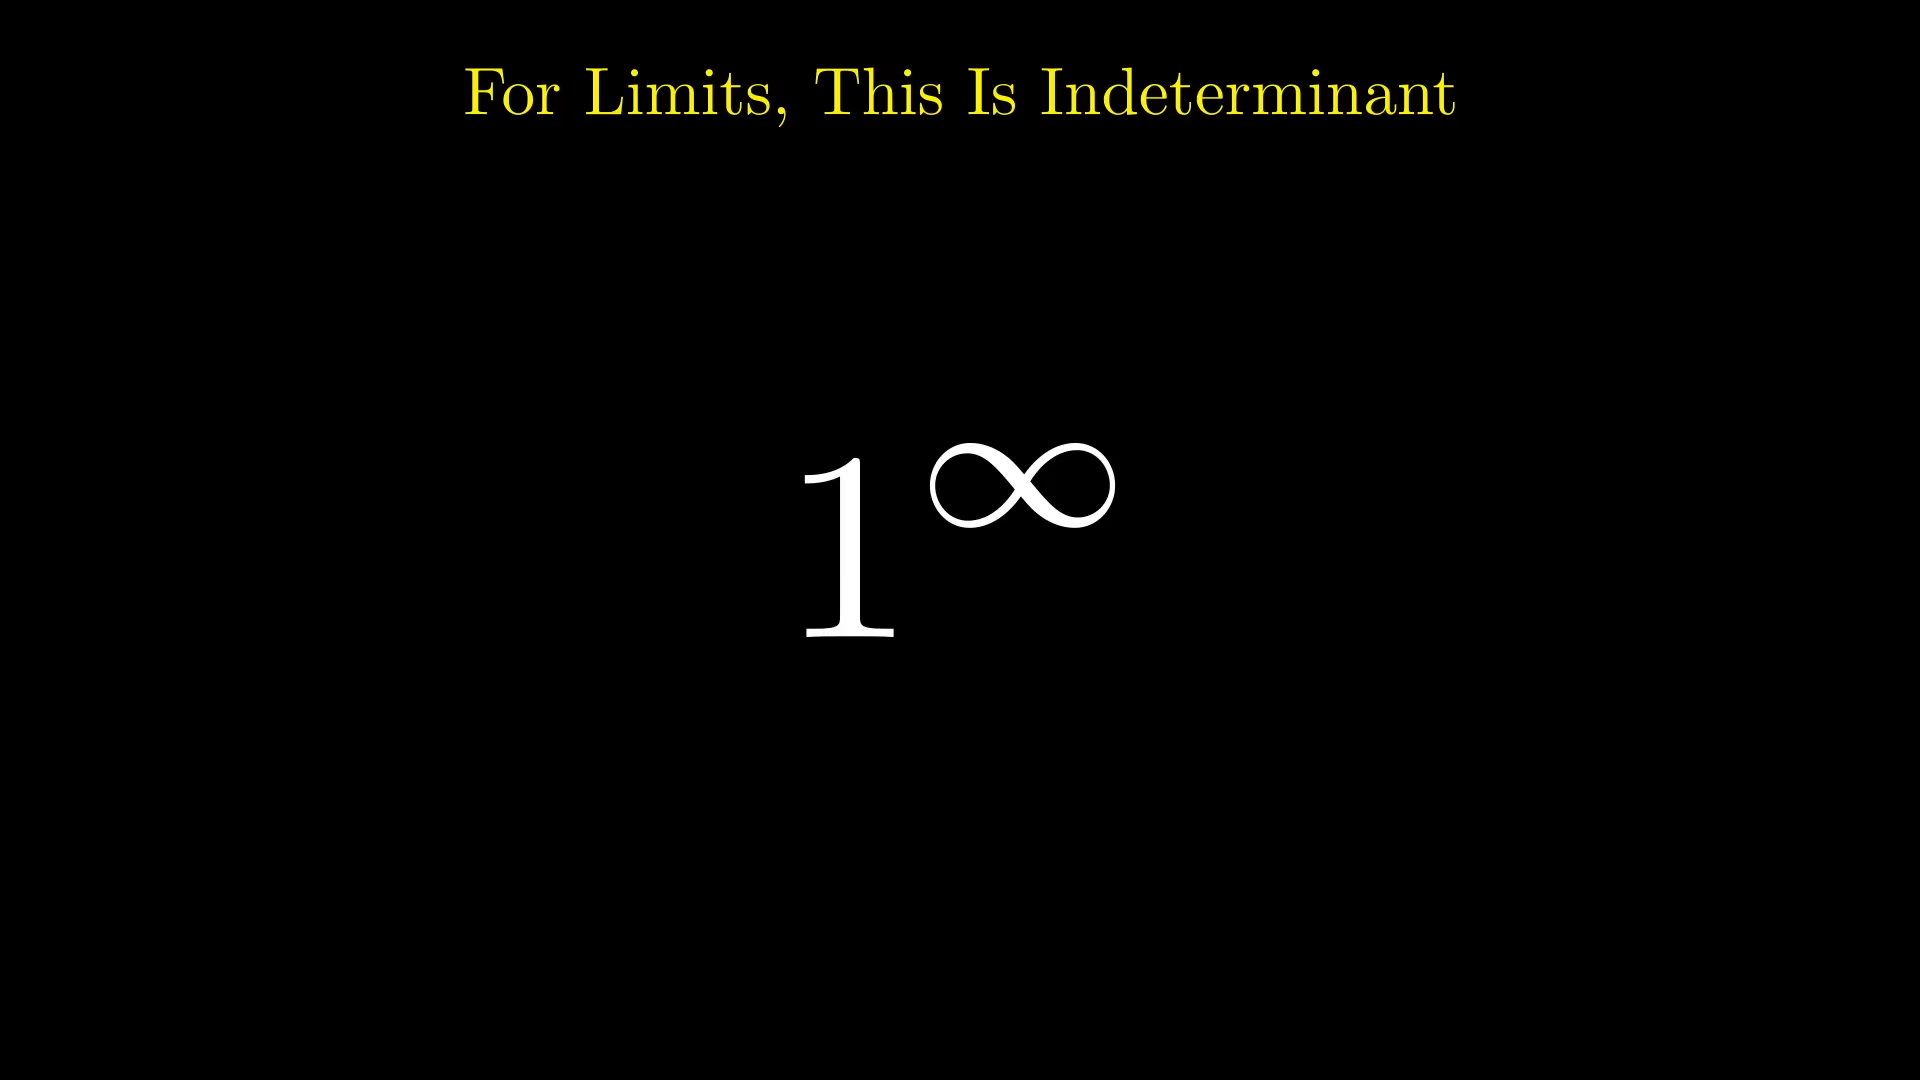 For Limits, This Is Indeterminant
1^∞